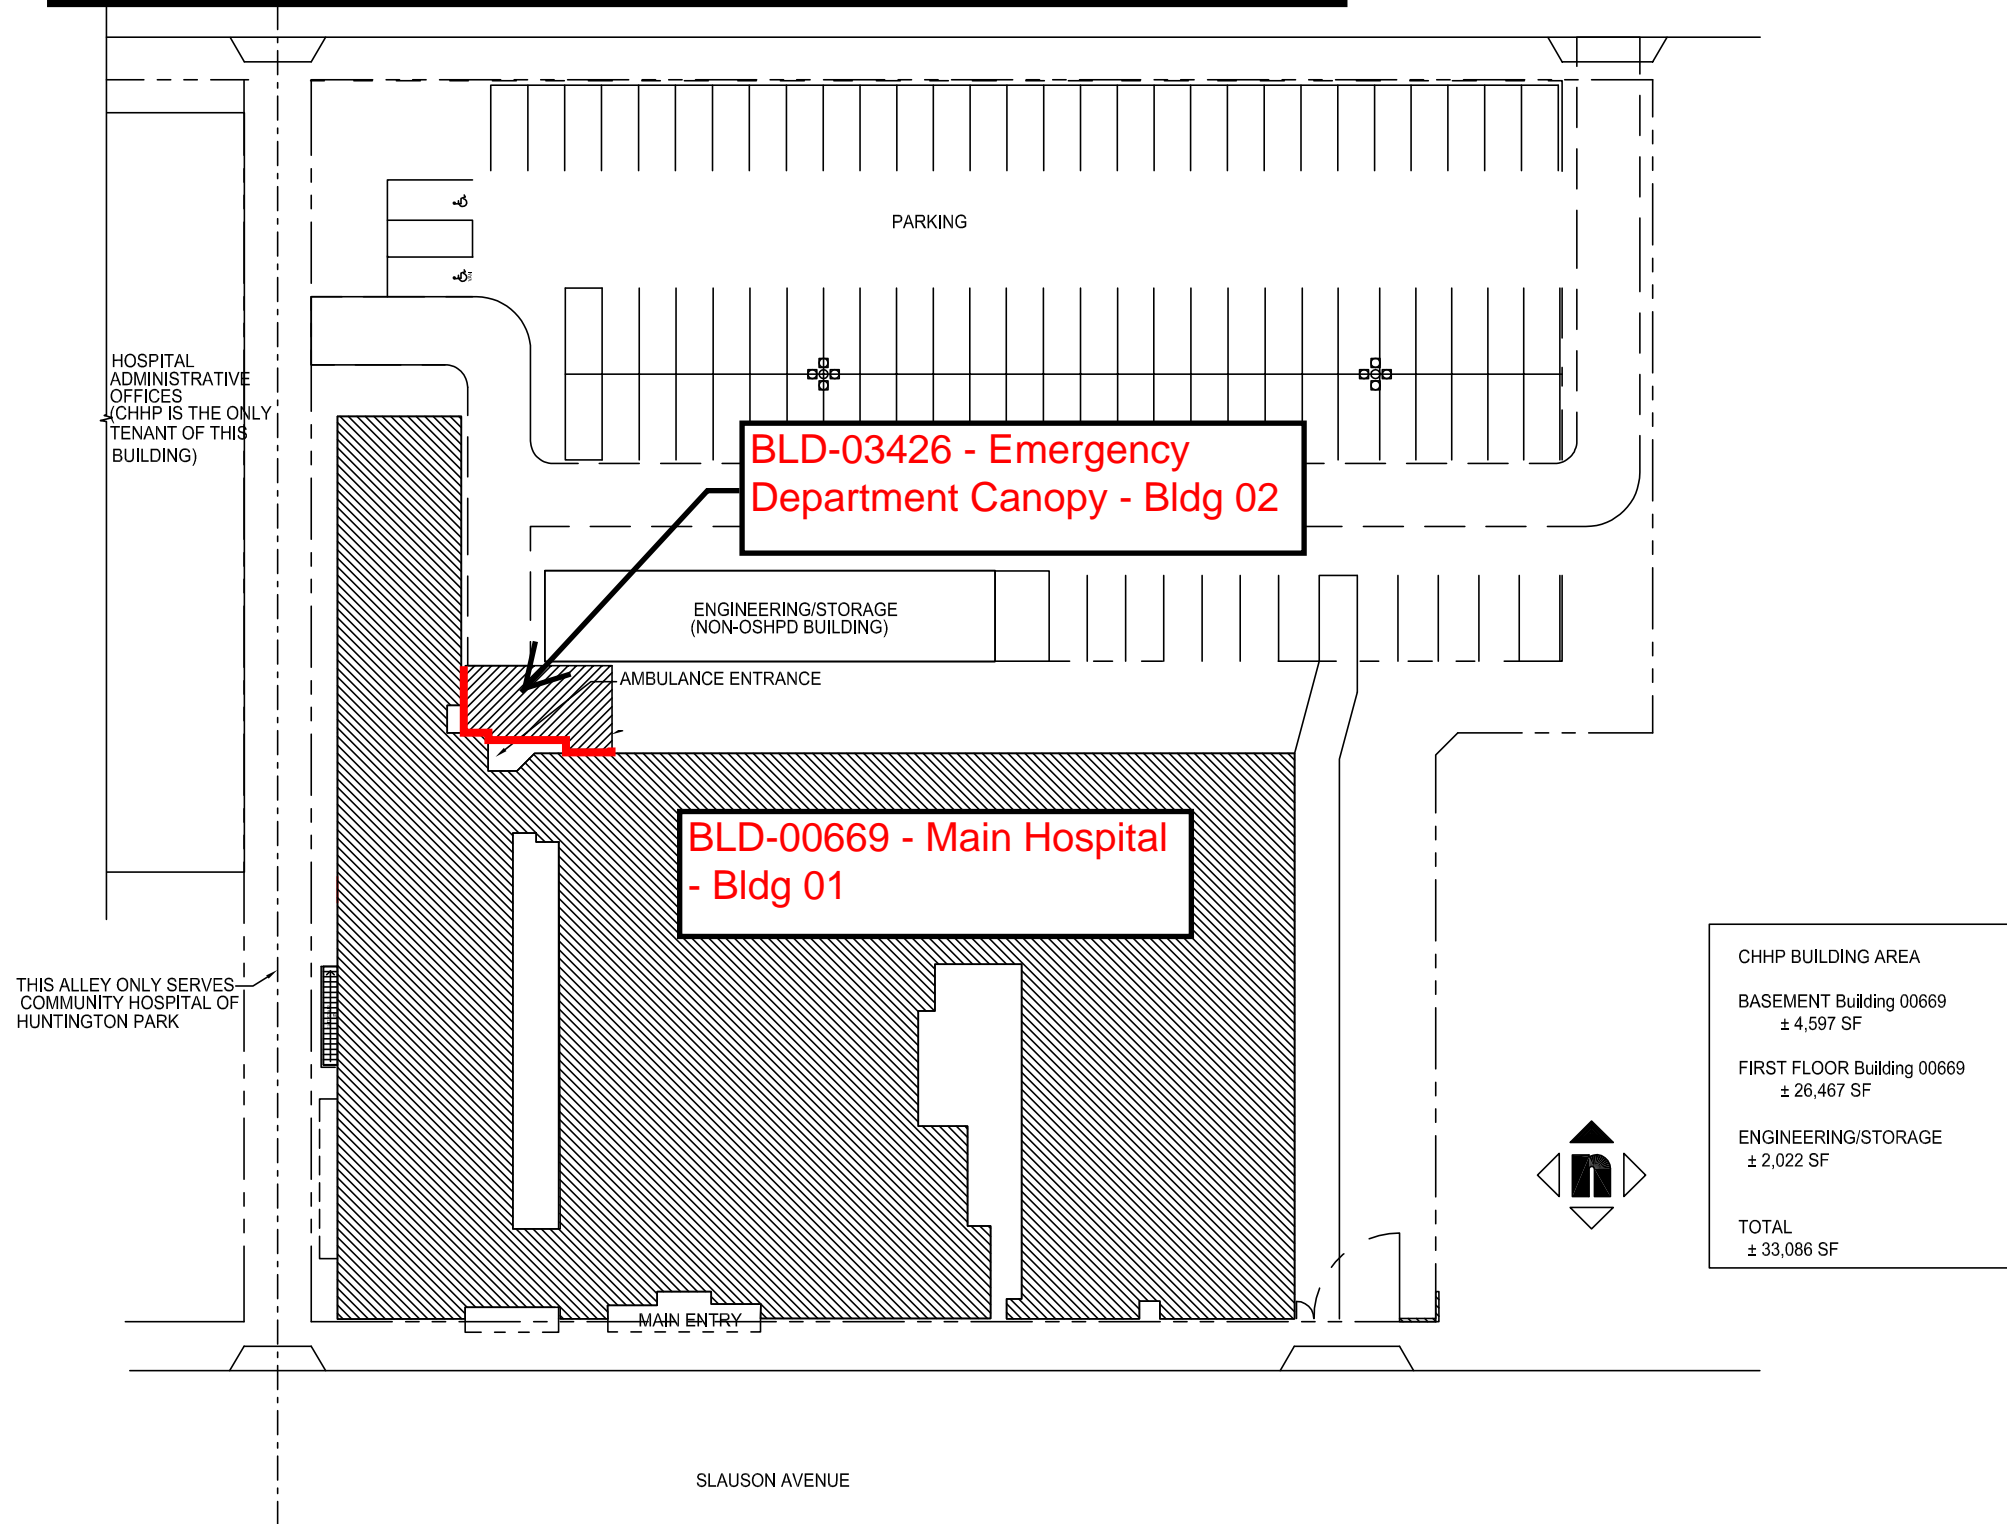 PARKING
HOSPITAL
ADMINISTRATIVE
OFFICES
(CHHP IS THE ONLY
TENANT OF THIS
BUILDING)
BLD-03426 - Emergency
Department Canopy - Bldg 02
ENGINEERING/STORAGE
(NON-OSHPD BUILDING)
AMBULANCE ENTRANCE
BLD-00669 - Main Hospital
- Bldg 01
THIS ALLEY ONLY SERVES
COMMUNITY HOSPITAL OF
HUNTINGTON PARK
CHHP BUILDING AREA
BASEMENT Building 00669
± 4,597 SF
FIRST FLOOR Building 00669
± 26,467 SF
ENGINEERING/STORAGE
± 2,022 SF
TOTAL
± 33,086 SF
n
MAIN ENTRY
SLAUSON AVENUE